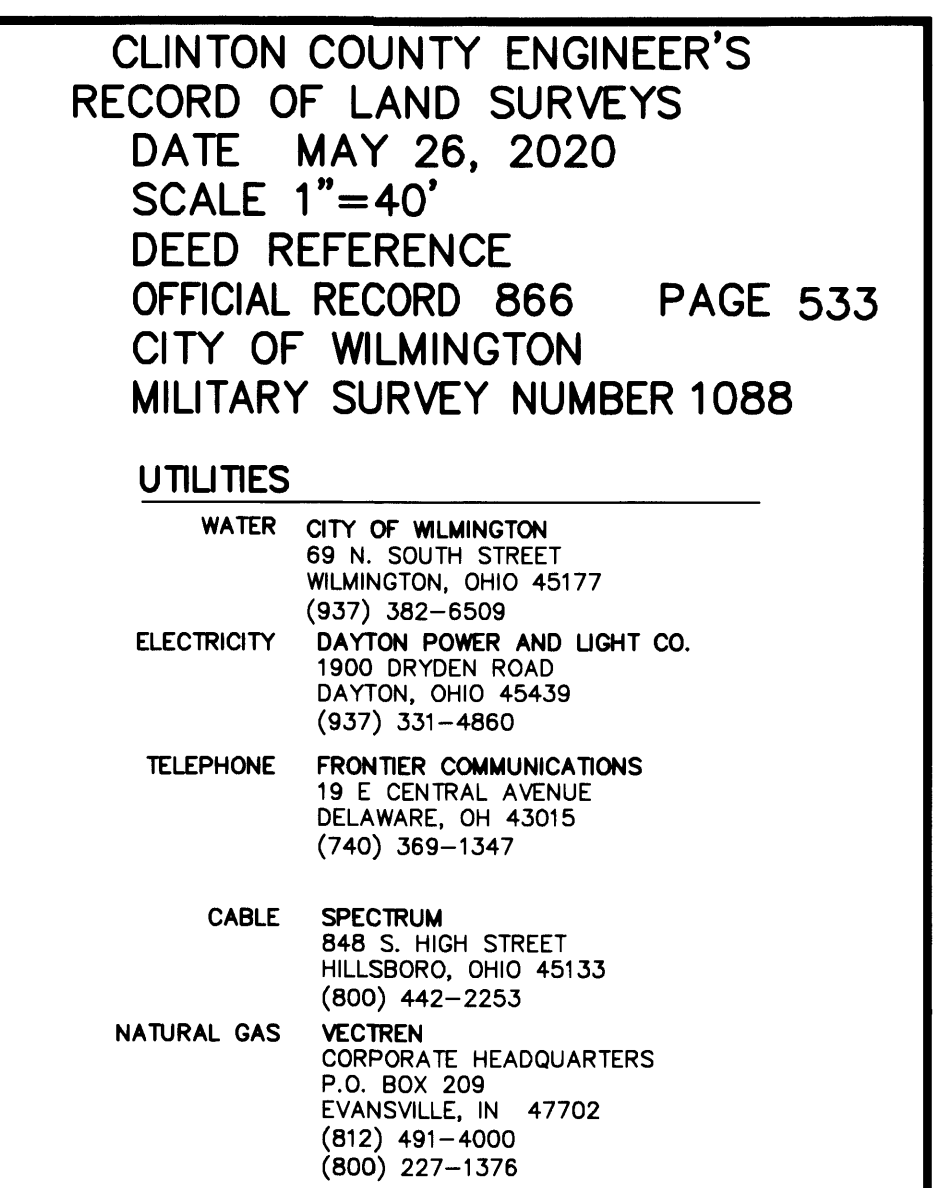 CLINTON COUNTY ENGINEER'S
RECORD OF LAND SURVEYS
DATE MAY 26, 2020
SCALE 1"=40'
DEED REFERENCE
OFFICIAL RECORD 866 PAGE 533
CITY OF WILMINGTON
MILITARY SURVEY NUMBER 1088
UTILITIES
WATER CITY OF WILMINGTON
69 N. SOUTH STREET
WILMINGTON, OHIO 45177
(937) 382-6509
ELECTRICITY DAYTON POWER AND LIGHT CO.
1900 DRYDEN ROAD
DAYTON, OHIO 45439
(937) 331-4860
TELEPHONE FRONTIER COMMUNICATIONS
19 E CENTRAL AVENUE
DELAWARE, OH 43015
(740) 369-1347
CABLE SPECTRUM
848 S. HIGH STREET
HILLSBORO, OHIO 45133
(800) 442-2253
NATURAL GAS VECTREN
CORPORATE HEADQUARTERS
P.O. BOX 209
EVANSVILLE, IN 47702
(812) 491-4000
(800) 227-1376